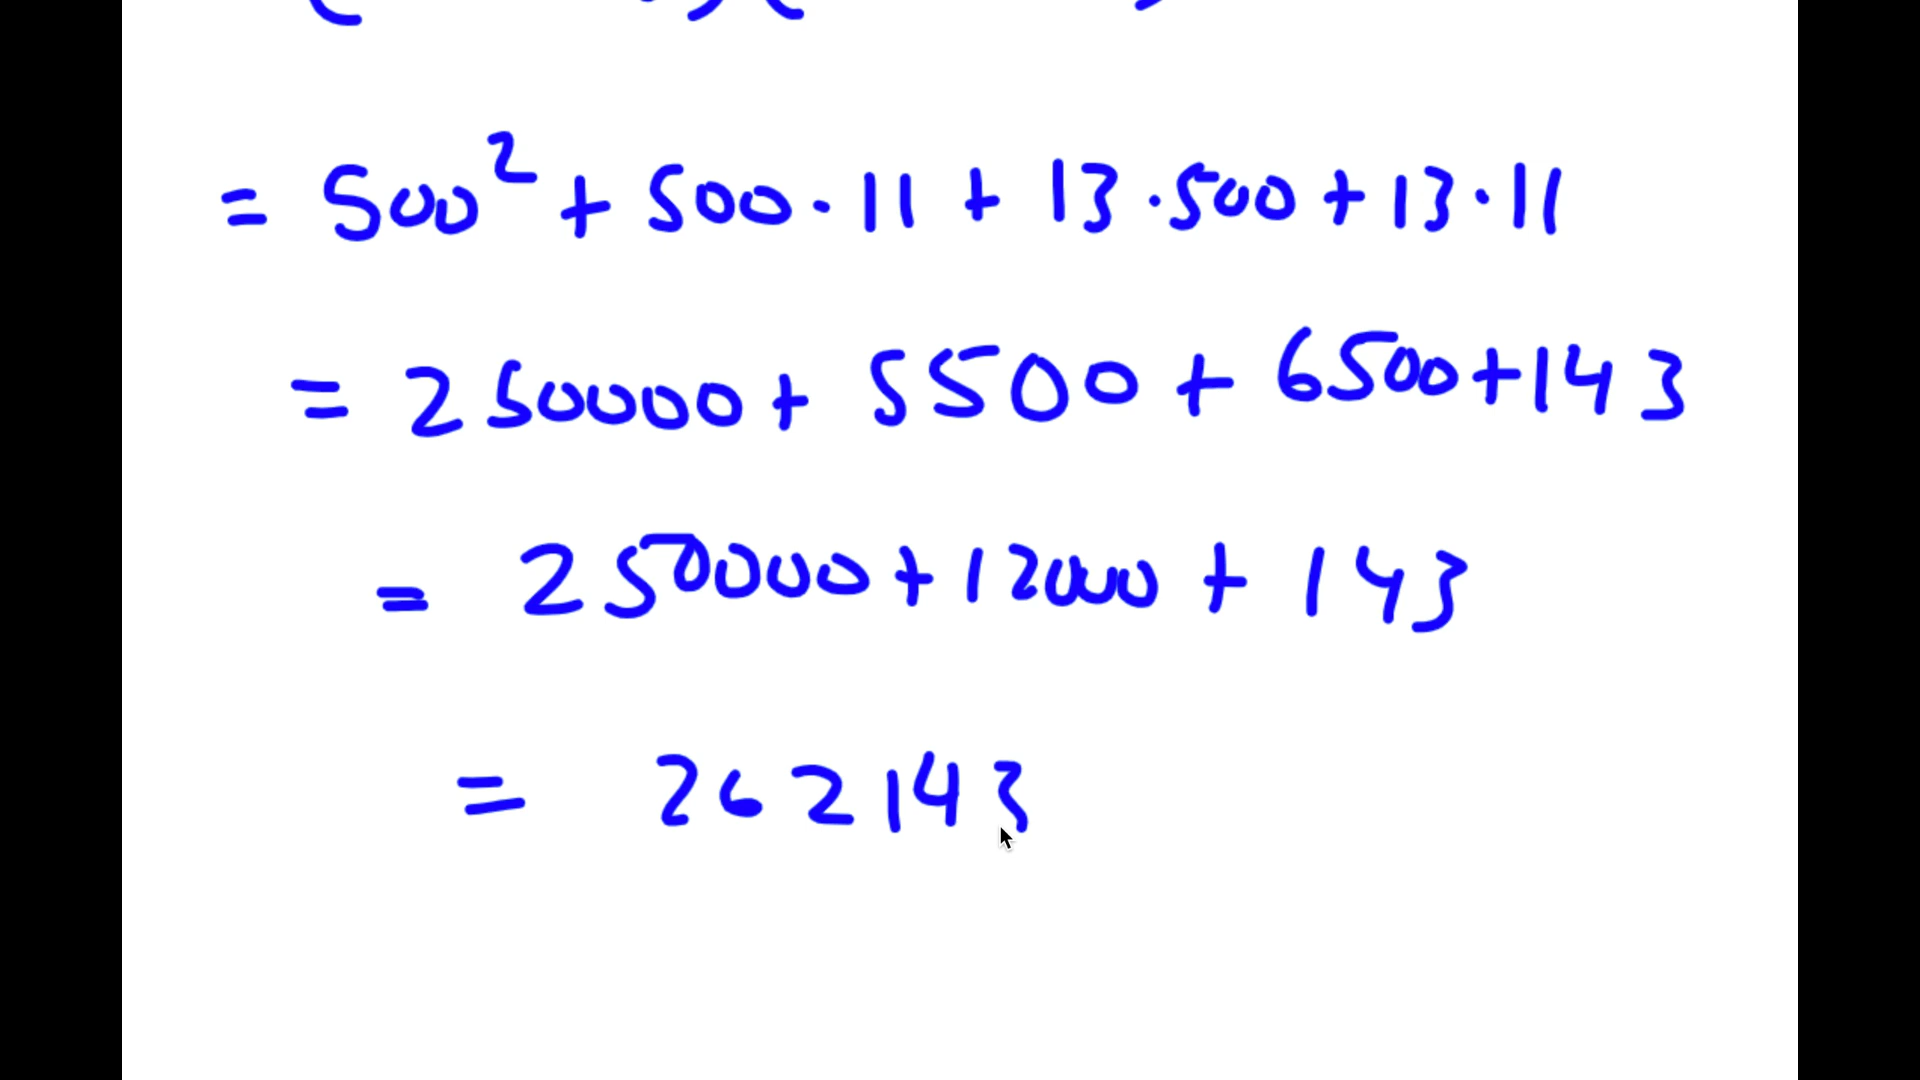 = 500² + 500 · 11 + 13 · 500 + 13 · 11
= 250000 + 5500 + 6500 + 143
= 250000 + 12000 + 143
= 262143